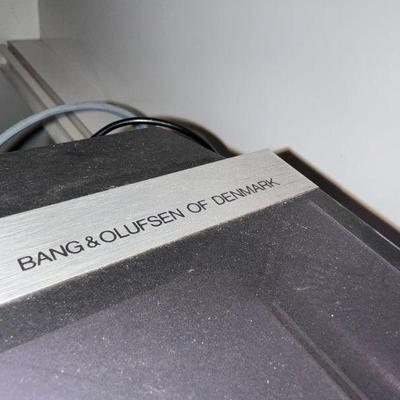 BANG&OLUFSEN OF DENMARK